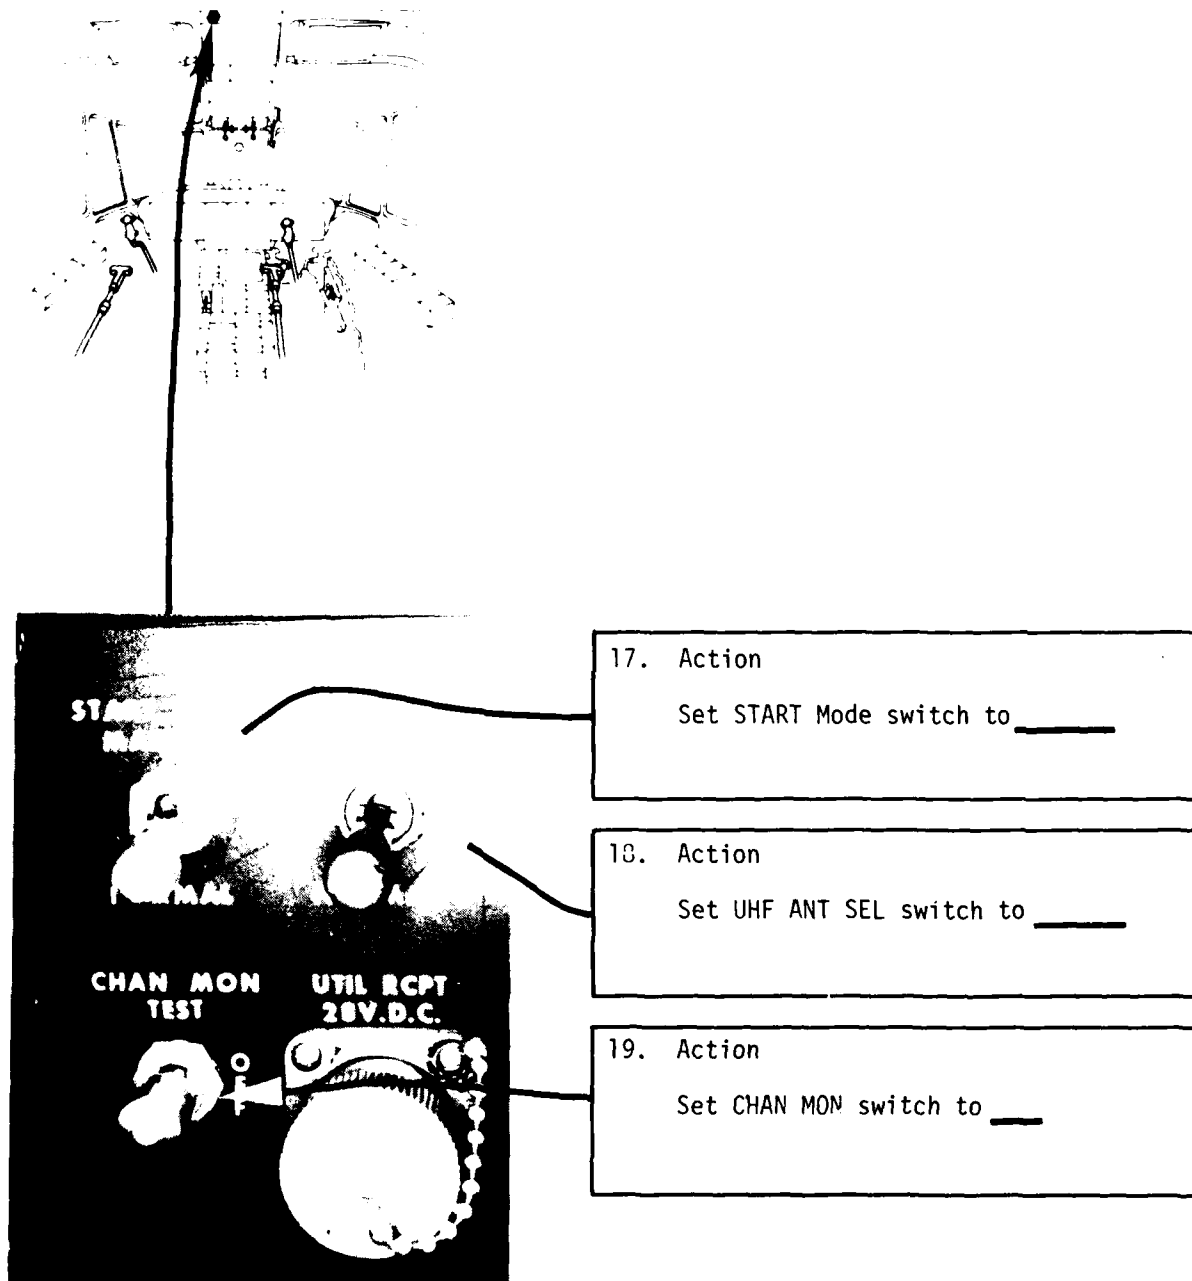 17. Action
Set START Mode switch to
18. Action
Set UHF ANT SEL switch to
CHAN MON
TEST
UTIL RCPT
28V.D.C.
19. Action
Set CHAN MON switch to